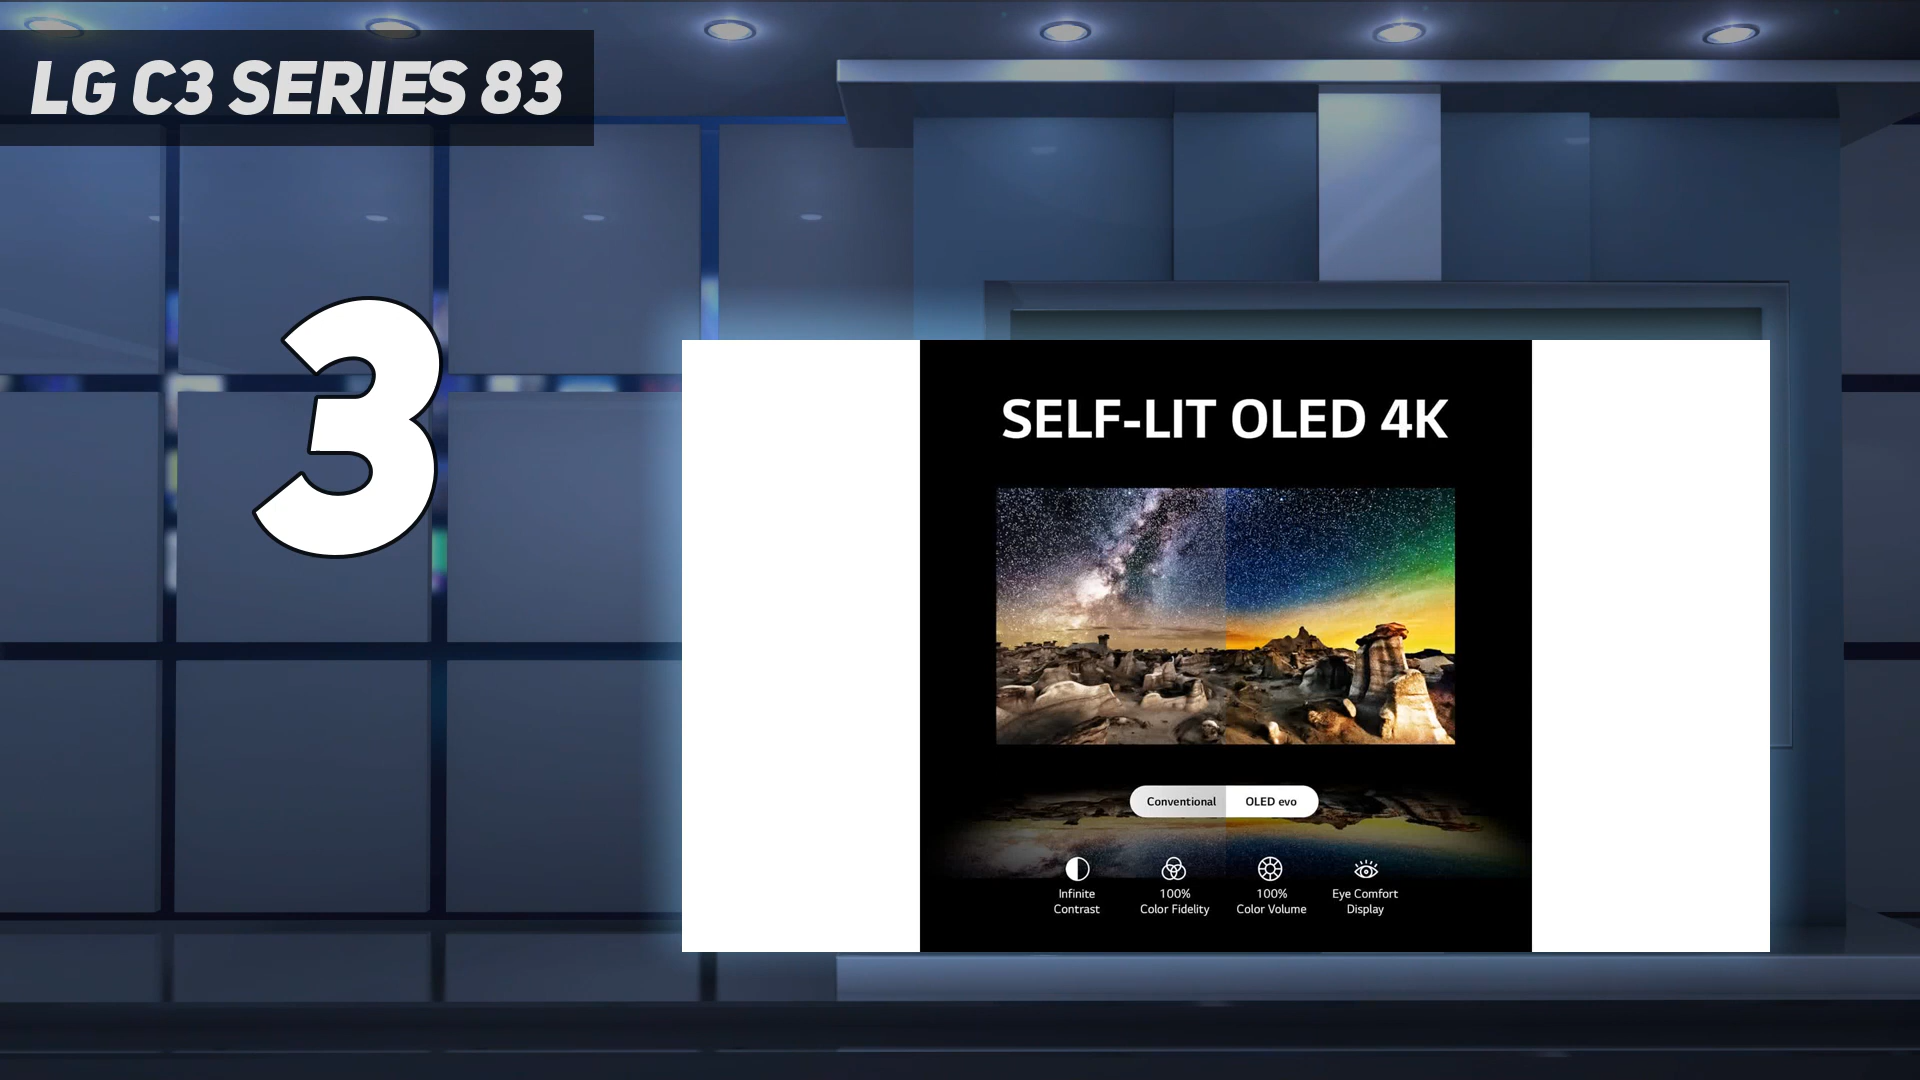 LG C3 SERIES 83
3
SELF-LIT OLED 4K
Conventional OLED evo
Infinite Contrast
100% Color Fidelity
100% Color Volume
Eye Comfort Display